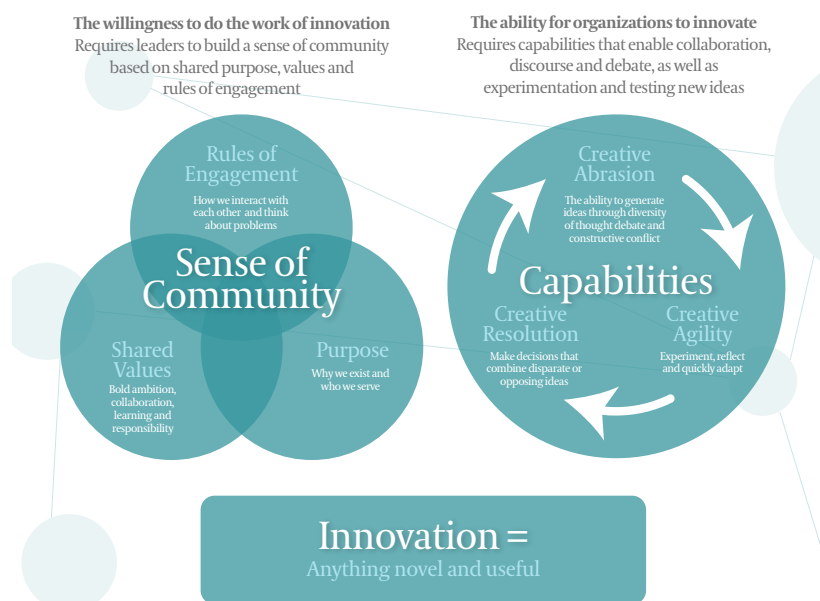 The willingness to do the work of innovation
Requires leaders to build a sense of community
based on shared purpose, values and
rules of engagement
The ability for organizations to innovate
Requires capabilities that enable collaboration,
discourse and debate, as well as
experimentation and testing new ideas
Rules of
Engagement
How we interact with
each other and think
about problems
Sense of
Community
Shared
Values
Bold ambition,
collaboration,
learning and
responsibility
Purpose
Why we exist and
who we serve
Creative
Abrasion
The ability to generate
ideas through diversity
of thought debate and
constructive conflict
Capabilities
Creative
Resolution
Make decisions that
combine disparate or
opposing ideas
Creative
Agility
Experiment, reflect
and quickly adapt
Innovation =
Anything novel and useful